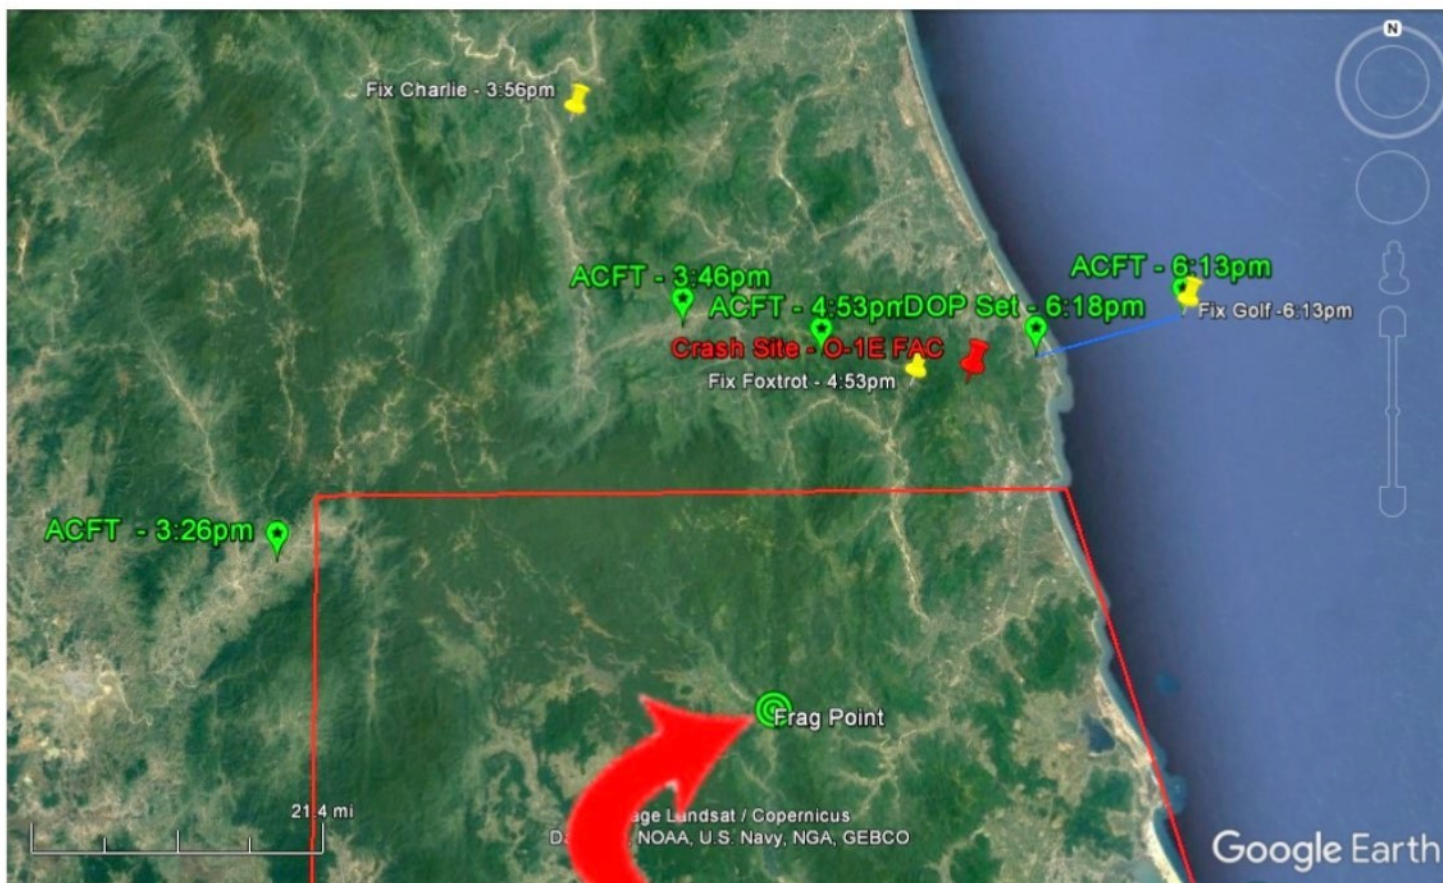 N
Fix Charlie - 3:56pm
ACFT - 3:46pm
ACFT - 6:13pm
ACFT - 4:53pm
DOP Set - 6:18pm
Fix Golf -6:13pm
Crash Site - O-1E FAC
Fix Foxtrot - 4:53pm
ACFT - 3:26pm
Frag Point
21.4 mi
Landsat / Copernicus
NOAA, U.S. Navy, NGA, GEBCO
Google Earth